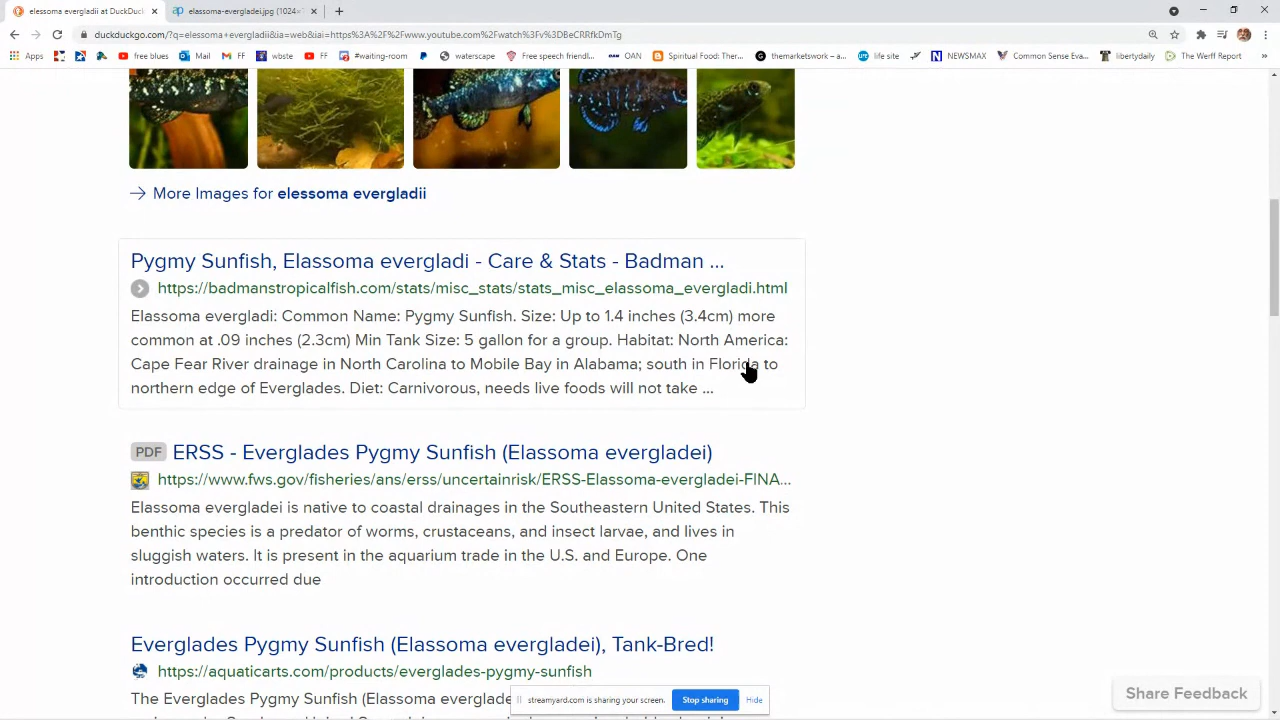 elessoma evergladii at DuckDuc
elassoma-evergladei.jpg (1024×
duckduckgo.com/?q=elessoma+evergladii&ia=web&iai=https%3A%2F%2Fwww.youtube.com%2Fwatch%2Fv%3DBeCRRfkDmTg
Apps
free blues
Mail
FF
wbste
FF
#waiting-room
waterscape
Free speech friendl...
OAN
Spiritual Food: Ther...
themarketswork – a...
life site
NEWSMAX
Common Sense Eva...
libertydaily
The Werff Report
»
More Images for elessoma evergladii
Pygmy Sunfish, Elassoma evergladi - Care & Stats - Badman ...
https://badmanstropicalfish.com/stats/misc_stats/stats_misc_elassoma_evergladi.html
Elassoma evergladi: Common Name: Pygmy Sunfish. Size: Up to 1.4 inches (3.4cm) more
common at .09 inches (2.3cm) Min Tank Size: 5 gallon for a group. Habitat: North America:
Cape Fear River drainage in North Carolina to Mobile Bay in Alabama; south in Florida to
northern edge of Everglades. Diet: Carnivorous, needs live foods will not take ...
PDF ERSS - Everglades Pygmy Sunfish (Elassoma evergladei)
https://www.fws.gov/fisheries/ans/erss/uncertainrisk/ERSS-Elassoma-evergladei-FINA...
Elassoma evergladei is native to coastal drainages in the Southeastern United States. This
benthic species is a predator of worms, crustaceans, and insect larvae, and lives in
sluggish waters. It is present in the aquarium trade in the U.S. and Europe. One
introduction occurred due
Everglades Pygmy Sunfish (Elassoma evergladei), Tank-Bred!
https://aquaticarts.com/products/everglades-pygmy-sunfish
The Everglades Pygmy Sunfish (Elassoma everglade
streamyard.com is sharing your screen.
Stop sharing
Hide
Share Feedback